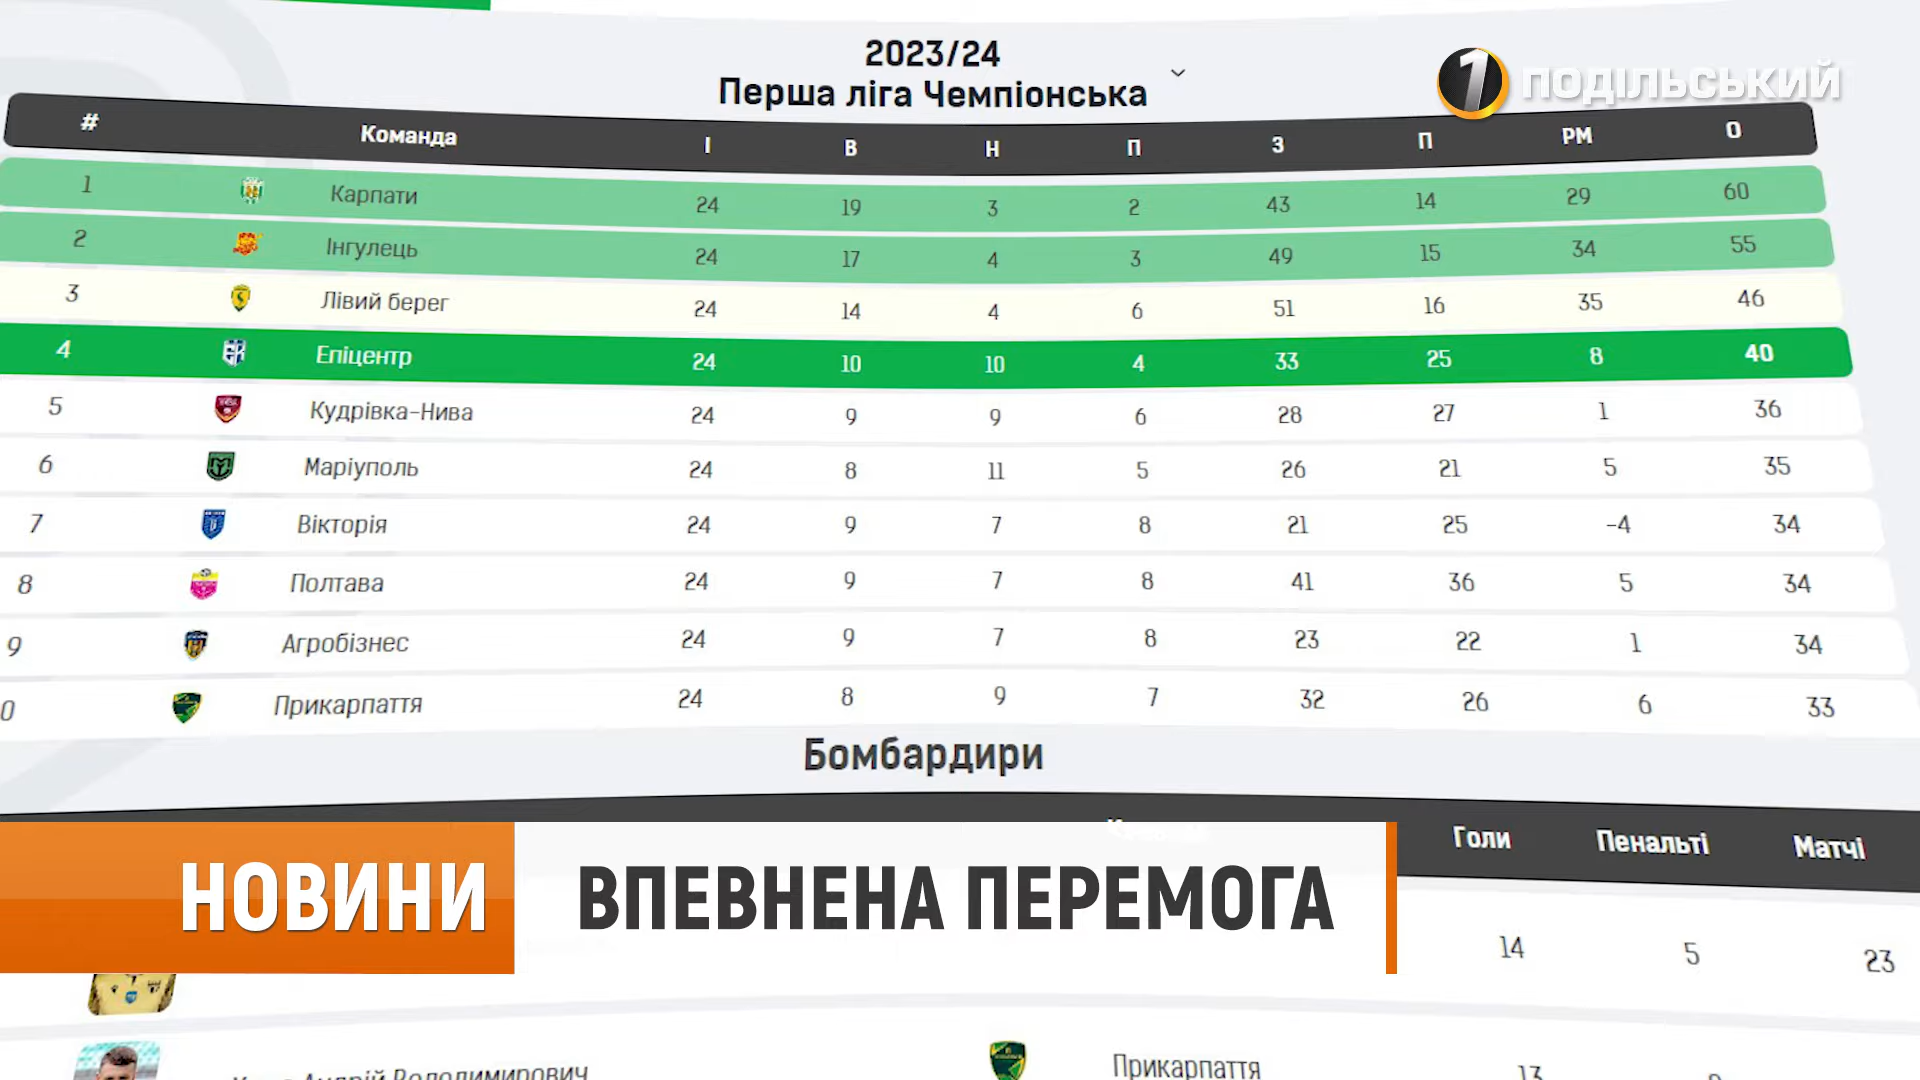 2023/24
Перша ліга Чемпіонська
1 ПОДІЛЬСЬКИЙ
# Команда І В Н П З П РМ О
1 Карпати 24 19 3 2 43 14 29 60
2 Інгулець 24 17 4 3 49 15 34 55
3 Лівий берег 24 14 4 6 51 16 35 46
4 Епіцентр 24 10 10 4 33 25 8 40
5 Кудрівка-Нива 24 9 9 6 28 27 1 36
6 Маріуполь 24 8 11 5 26 21 5 35
7 Вікторія 24 9 7 8 21 25 -4 34
8 Полтава 24 9 7 8 41 36 5 34
9 Агробізнес 24 9 7 8 23 22 1 34
0 Прикарпаття 24 8 9 7 32 26 6 33
Бомбардири
Голи Пенальті Матчі
НОВИНИ ВПЕВНЕНА ПЕРЕМОГА
14 5 23
Андрій Володимирович Прикарпаття 13